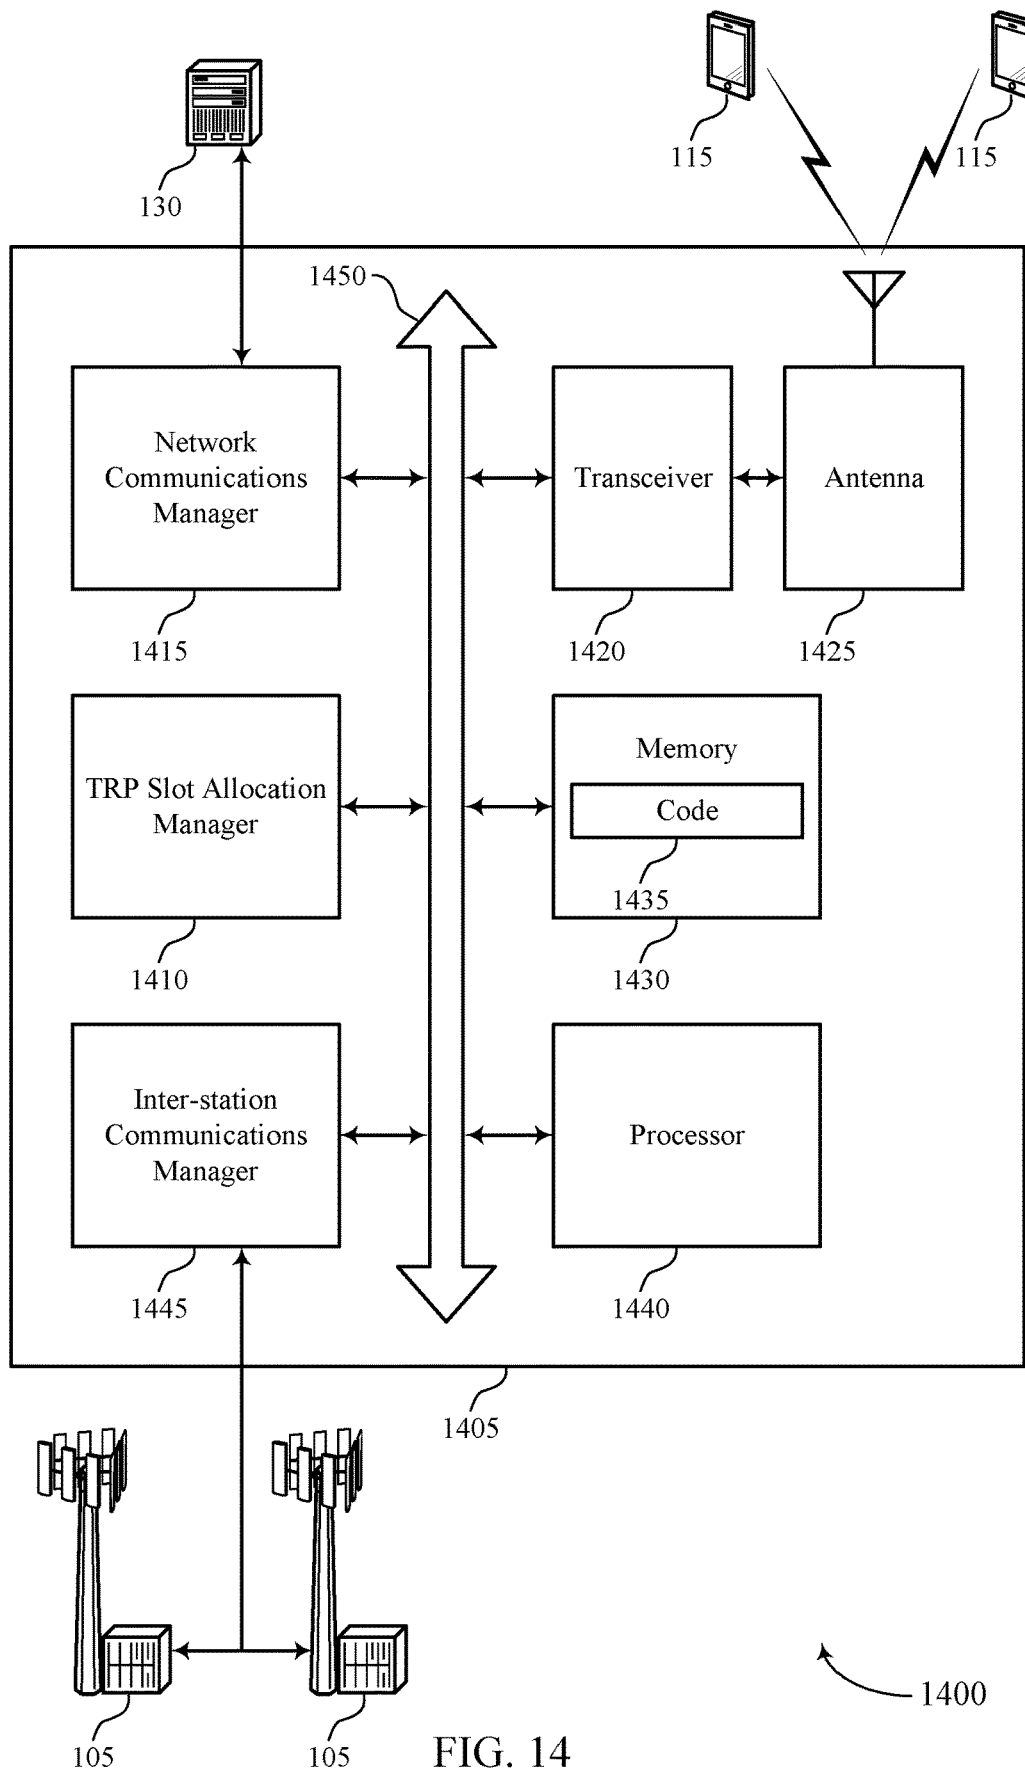 115
115
130
1450
Network
Communications
Manager
Transceiver
Antenna
1415
1420
1425
TRP Slot Allocation
Manager
Memory
Code
1435
1410
1430
Inter-station
Communications
Manager
Processor
1445
1440
1405
105
105
1400
FIG. 14